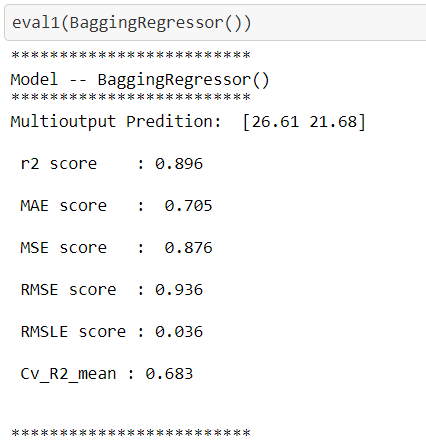 eval1(BaggingRegressor())
*************************
Model -- BaggingRegressor()
*************************
Multioutput Predition:  [26.61 21.68]
r2 score    : 0.896
MAE score   :  0.705
MSE score   :  0.876
RMSE score  : 0.936
RMSLE score : 0.036
Cv_R2_mean : 0.683
*************************